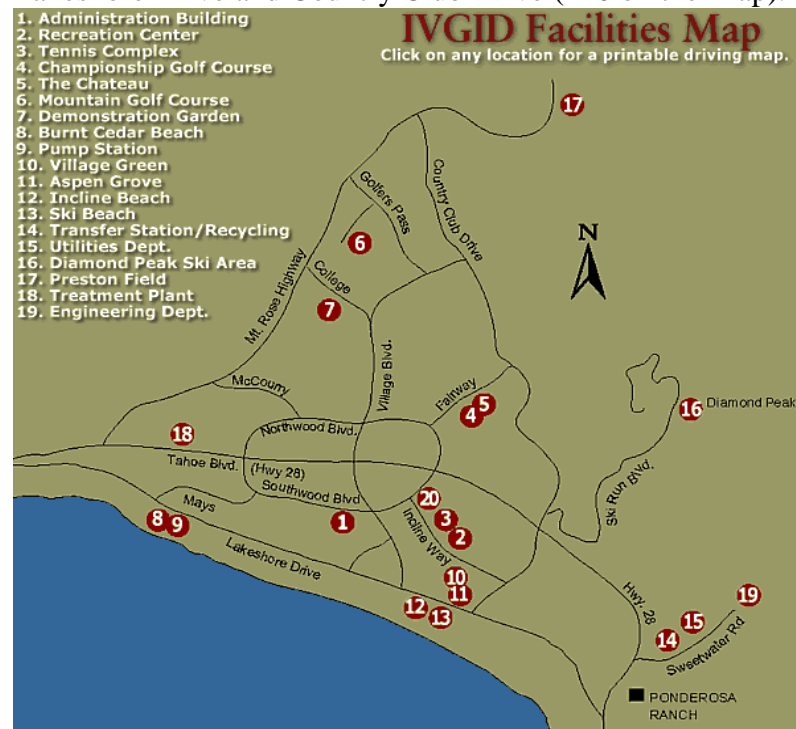 IVGID Facilities Map
Click on any location for a printable driving map.
1. Administration Building
2. Recreation Center
3. Tennis Complex
4. Championship Golf Course
5. The Chateau
6. Mountain Golf Course
7. Demonstration Garden
8. Burnt Cedar Beach
9. Pump Station
10. Village Green
11. Aspen Grove
12. Incline Beach
13. Ski Beach
14. Transfer Station/Recycling
15. Utilities Dept.
16. Diamond Peak Ski Area
17. Preston Field
18. Treatment Plant
19. Engineering Dept.
17
Golfers Pass
Country Club Drive
N
6
College
Mt. Rose Highway
7
Village Blvd.
McCourry
Fairway
5
4
16
Diamond Peak
Northwood Blvd.
18
Tahoe Blvd.
(Hwy 28)
Southwood Blvd
Ski Run Blvd.
Mays
20
8
9
1
3
2
Incline Way
Lakeshore Drive
10
11
12
13
Hwy. 28
19
15
14
Sweetwater Rd
PONDEROSA
RANCH